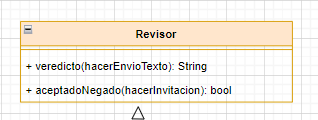 Revisor
+ veredicto(hacerEnvioTexto): String
+ aceptadoNegado(hacerInvitacion): bool